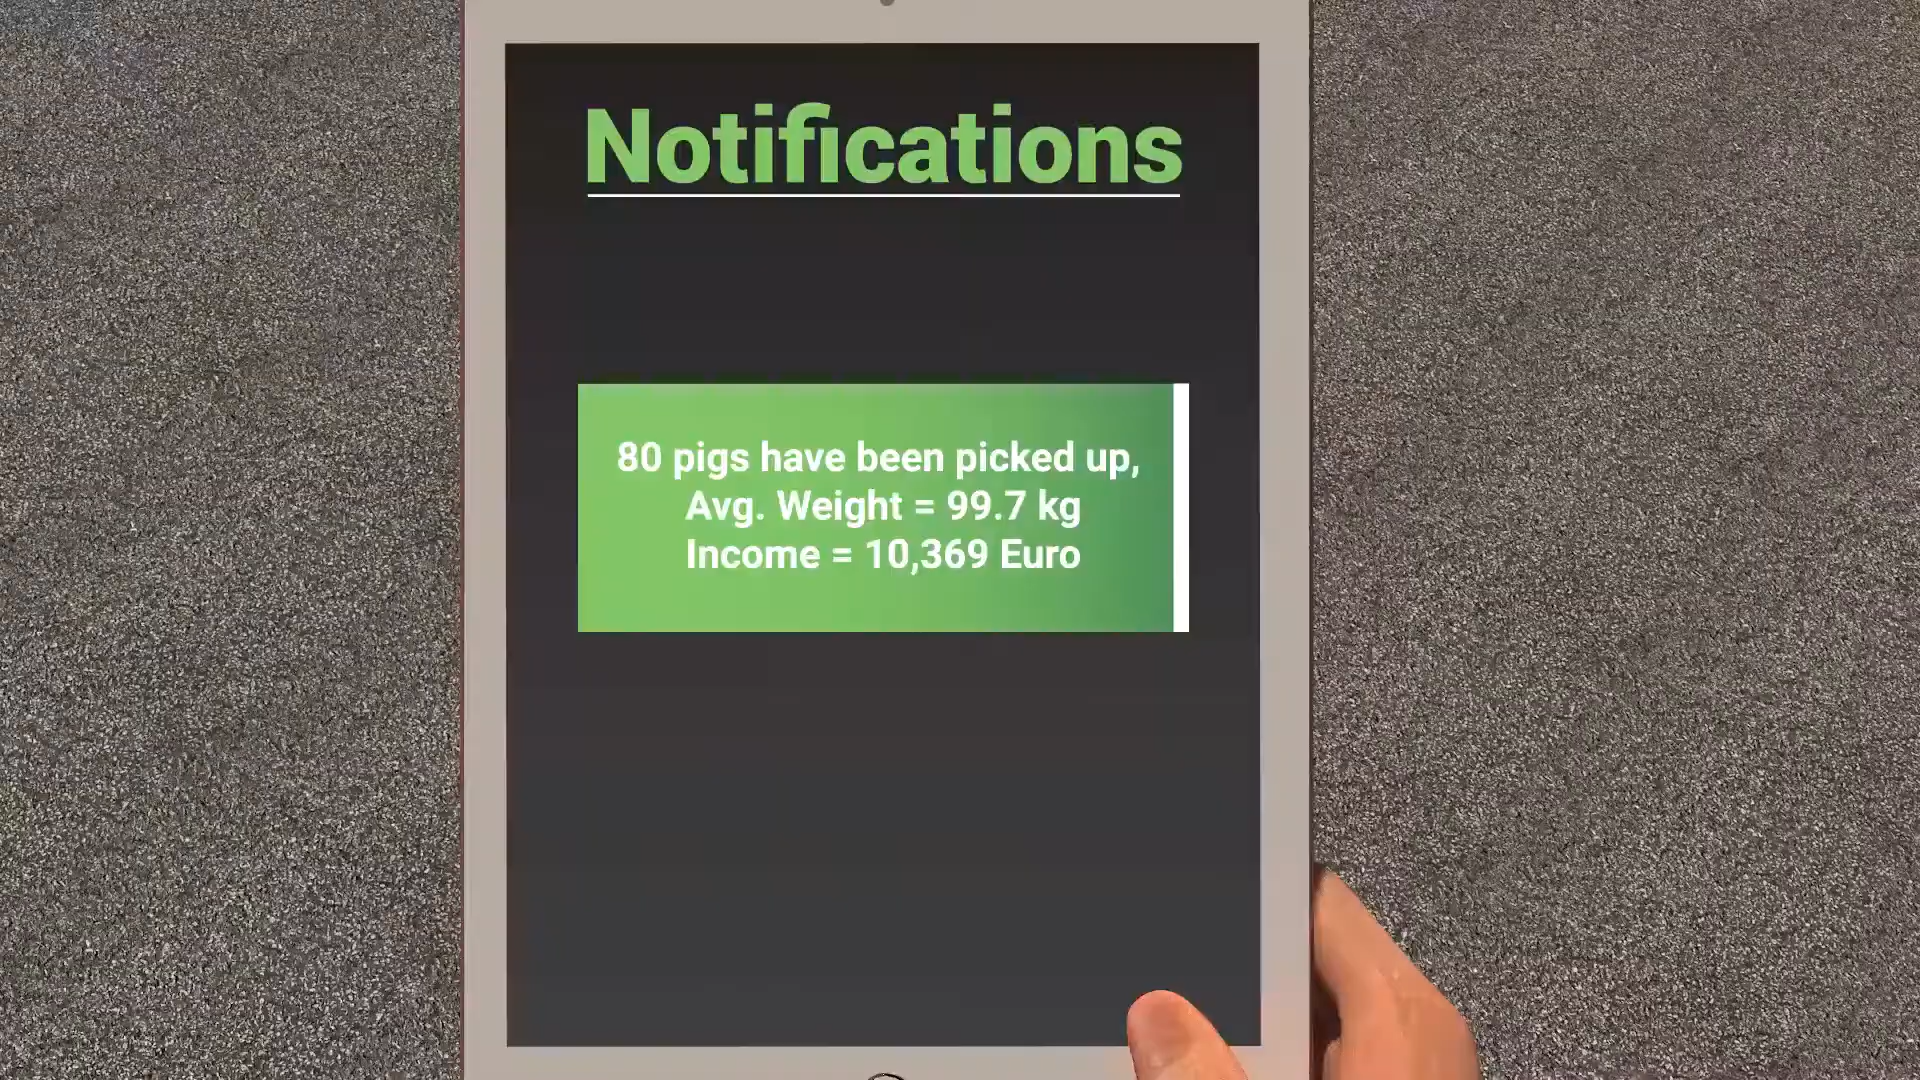 Notifications
80 pigs have been picked up,
Avg. Weight = 99.7 kg
Income = 10,369 Euro